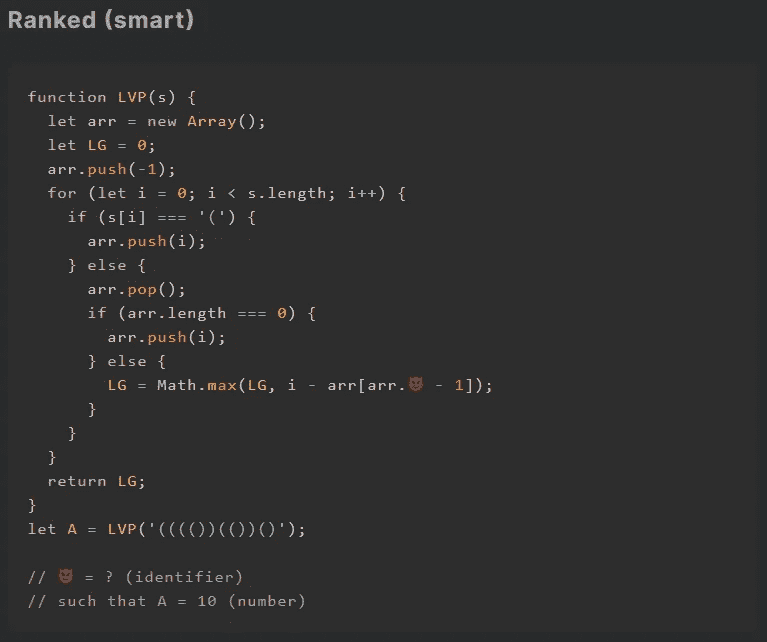 Ranked (smart)
function LVP(s) {
let arr = new Array();
let LG = 0;
arr.push(-1);
for (let i = 0; i < s.length; i++) {
if (s[i] === '(') {
arr.push(i);
} else {
arr.pop();
if (arr.length === 0) {
arr.push(i);
} else {
LG = Math.max(LG, i - arr[arr.😈 - 1]);
}
}
}
return LG;
}
let A = LVP('(((())(())()');
// 😈 = ? (identifier)
// such that A = 10 (number)